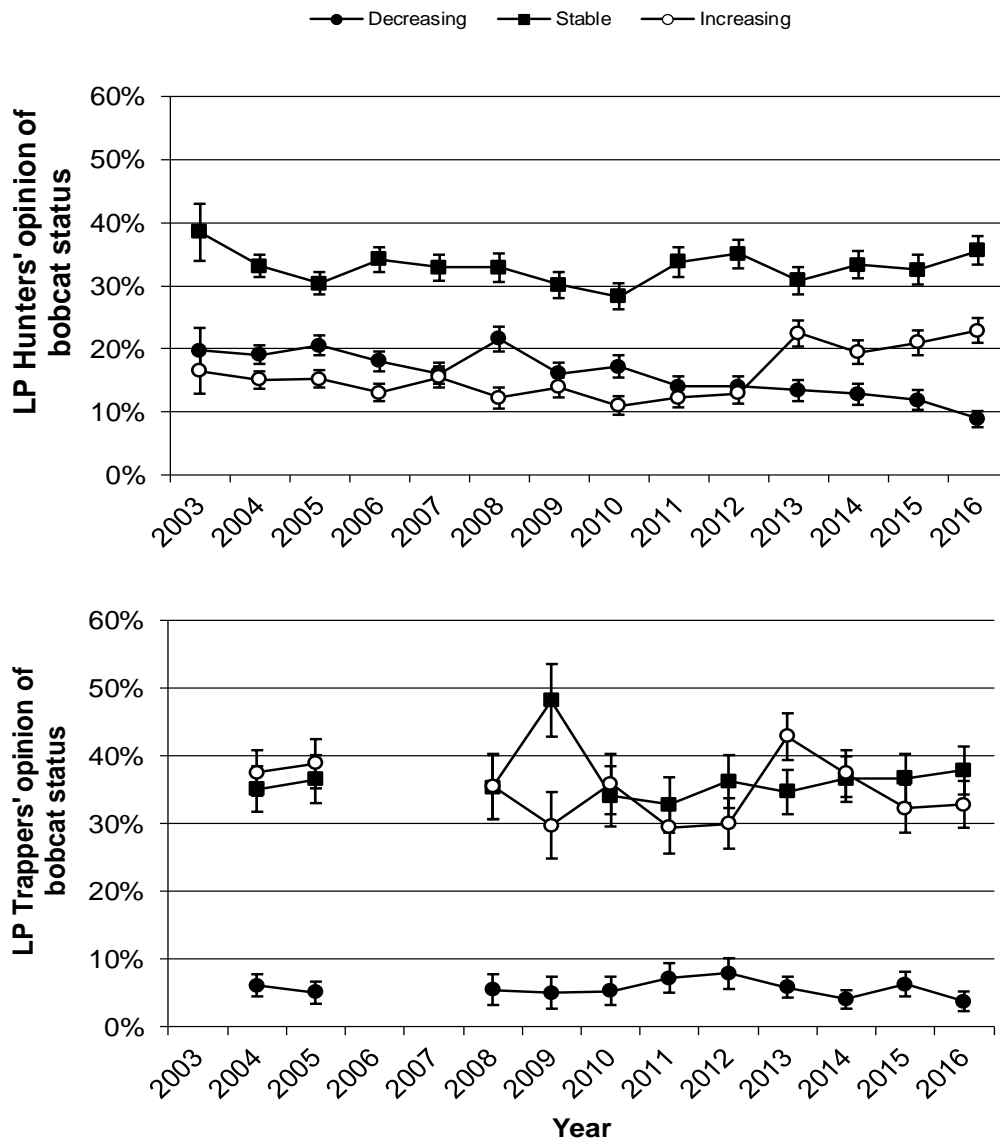 Decreasing Stable Increasing
LP Hunters' opinion of
bobcat status
60%
50%
40%
30%
20%
10%
0%
2003 2004 2005 2006 2007 2008 2009 2010 2011 2012 2013 2014 2015 2016
LP Trappers' opinion of
bobcat status
60%
50%
40%
30%
20%
10%
0%
2003 2004 2005 2006 2007 2008 2009 2010 2011 2012 2013 2014 2015 2016
Year